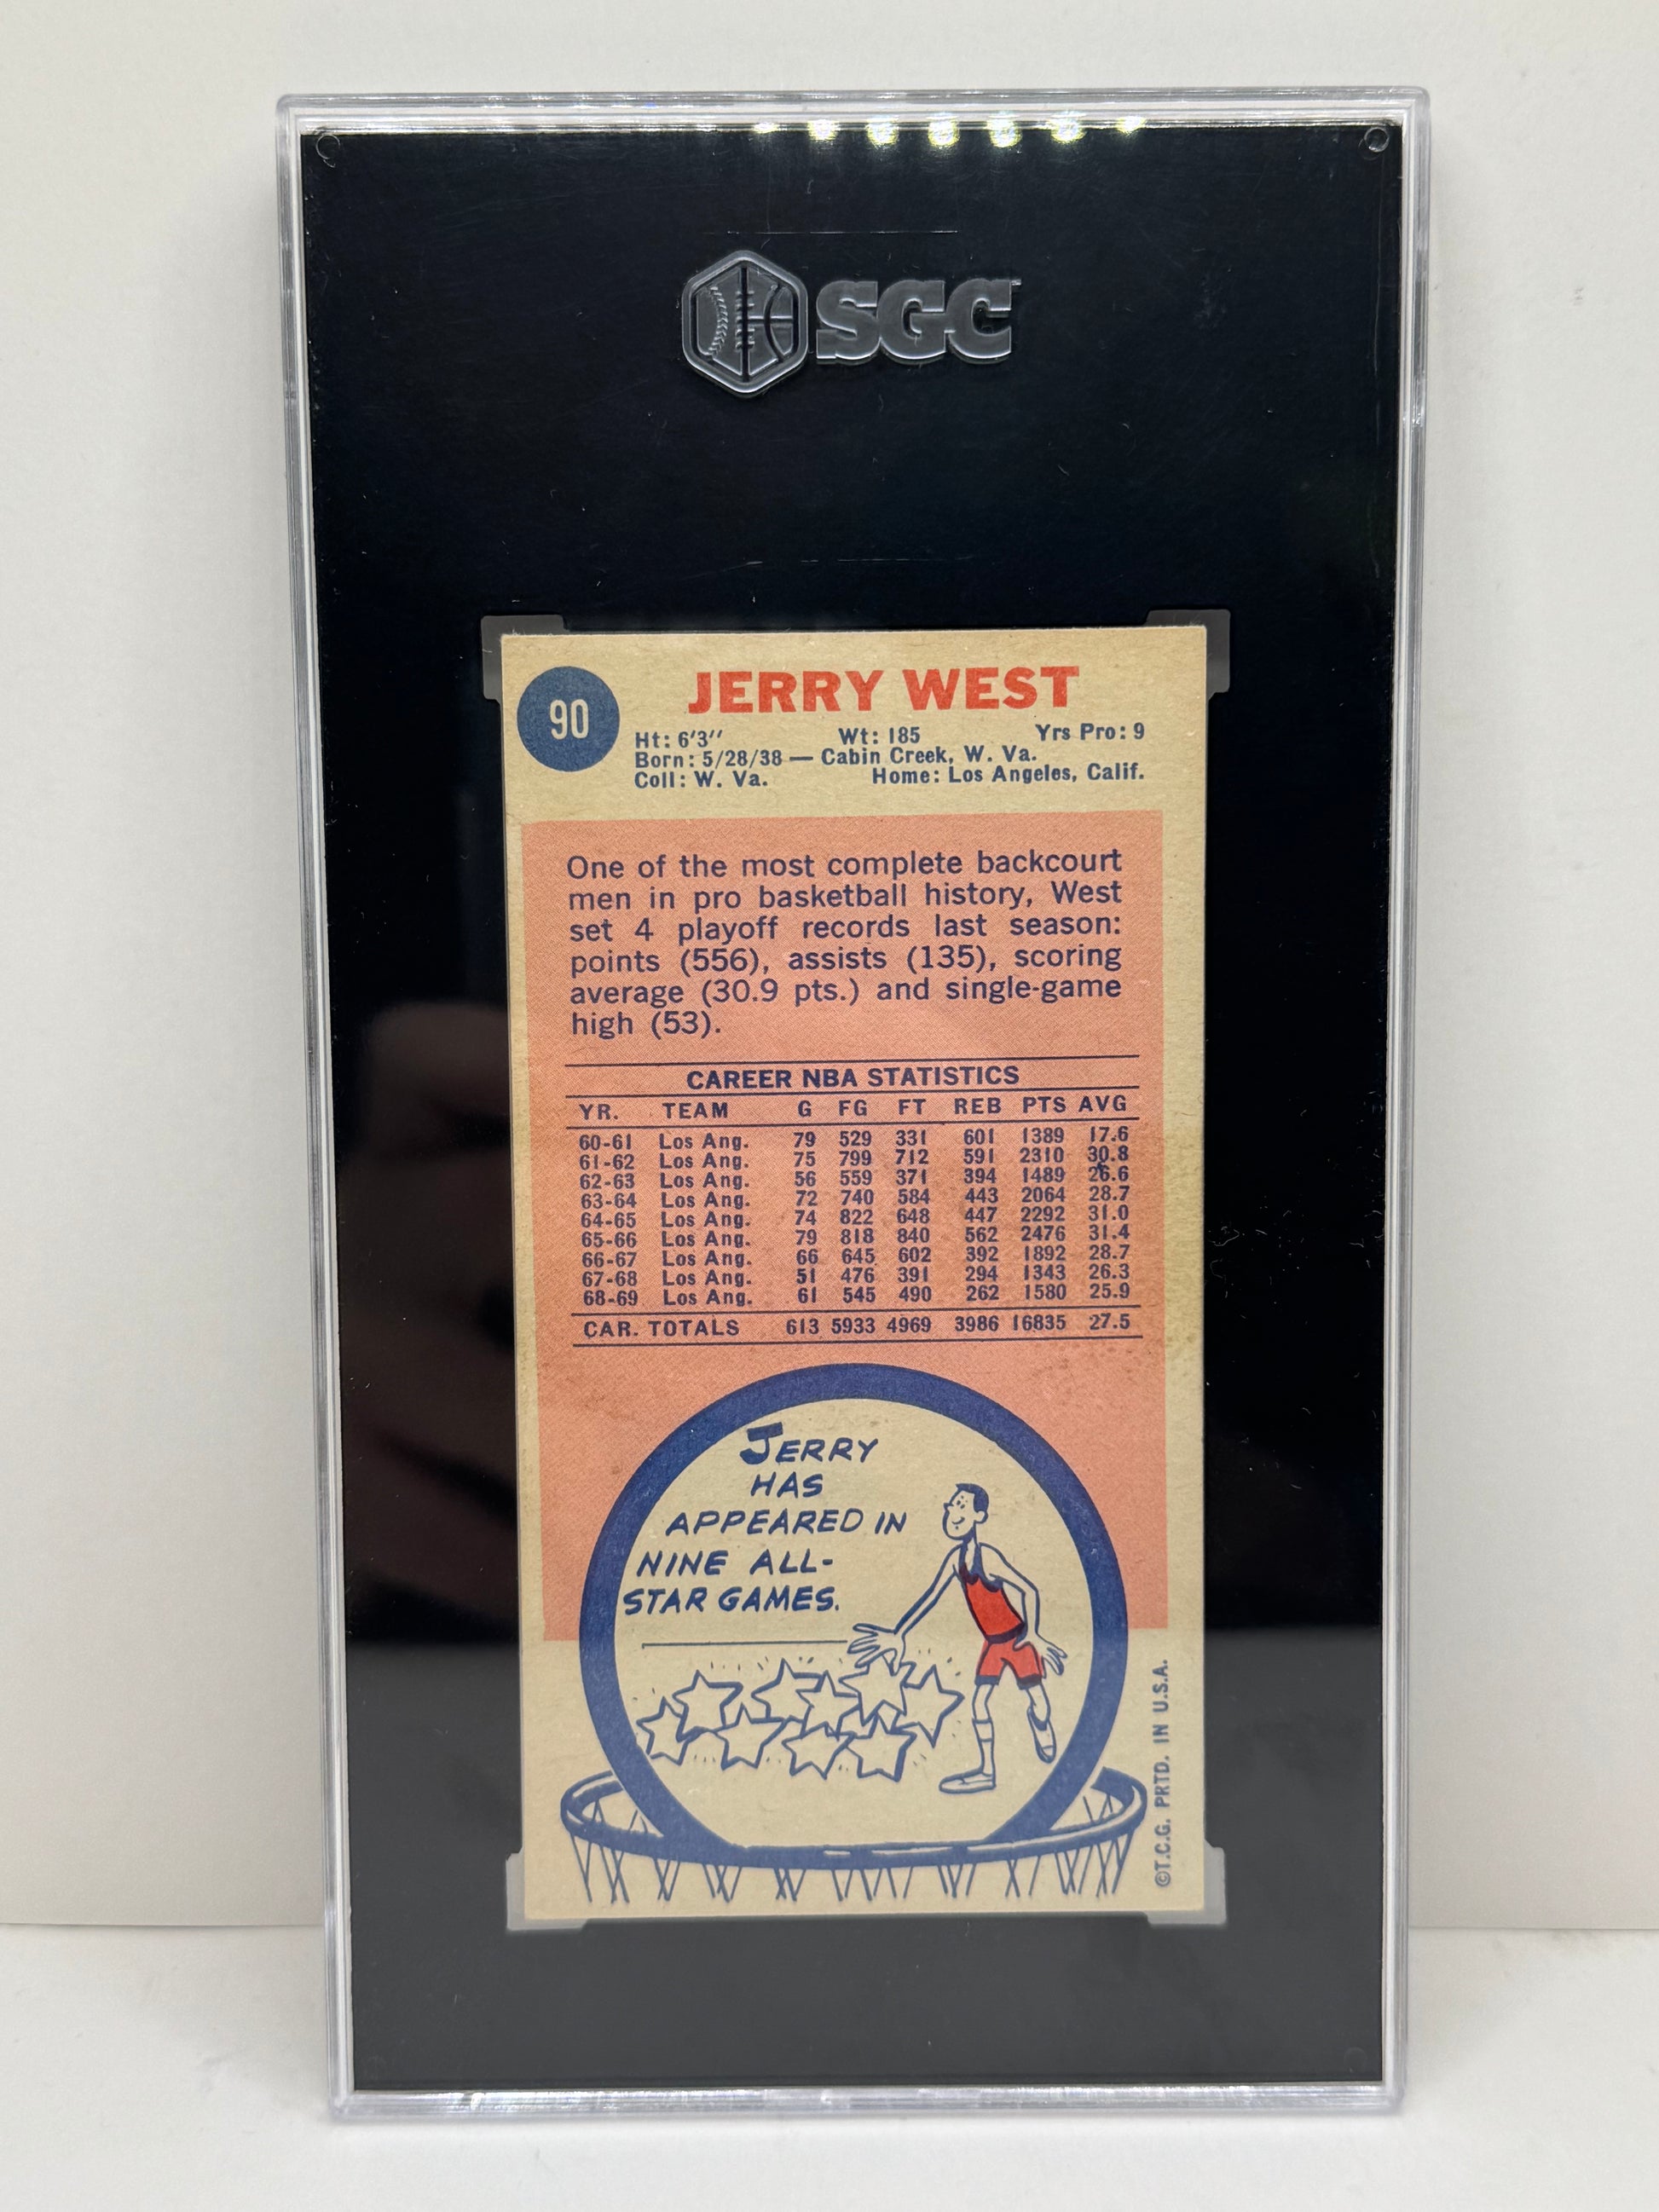 SGC
90
JERRY WEST
Ht: 6'3" Wt: 185 Yrs Pro: 9
Born: 5/28/38 — Cabin Creek, W. Va.
Coll: W. Va. Home: Los Angeles, Calif.
One of the most complete backcourt
men in pro basketball history, West
set 4 playoff records last season:
points (556), assists (135), scoring
average (30.9 pts.) and single-game
high (53).
CAREER NBA STATISTICS
YR. TEAM G FG FT REB PTS AVG
60-61 Los Ang. 79 529 331 601 1389 17.6
61-62 Los Ang. 75 799 712 591 2310 30.8
62-63 Los Ang. 56 559 371 394 1489 26.6
63-64 Los Ang. 72 740 584 443 2064 28.7
64-65 Los Ang. 74 822 648 447 2292 31.0
65-66 Los Ang. 79 818 840 562 2476 31.4
66-67 Los Ang. 66 645 602 392 1892 28.7
67-68 Los Ang. 51 476 391 294 1343 26.3
68-69 Los Ang. 61 545 490 262 1580 25.9
CAR. TOTALS 613 5933 4969 3986 16835 27.5
JERRY
HAS
APPEARED IN
NINE ALL-
STAR GAMES.
©T.C.G. PRTD. IN U.S.A.